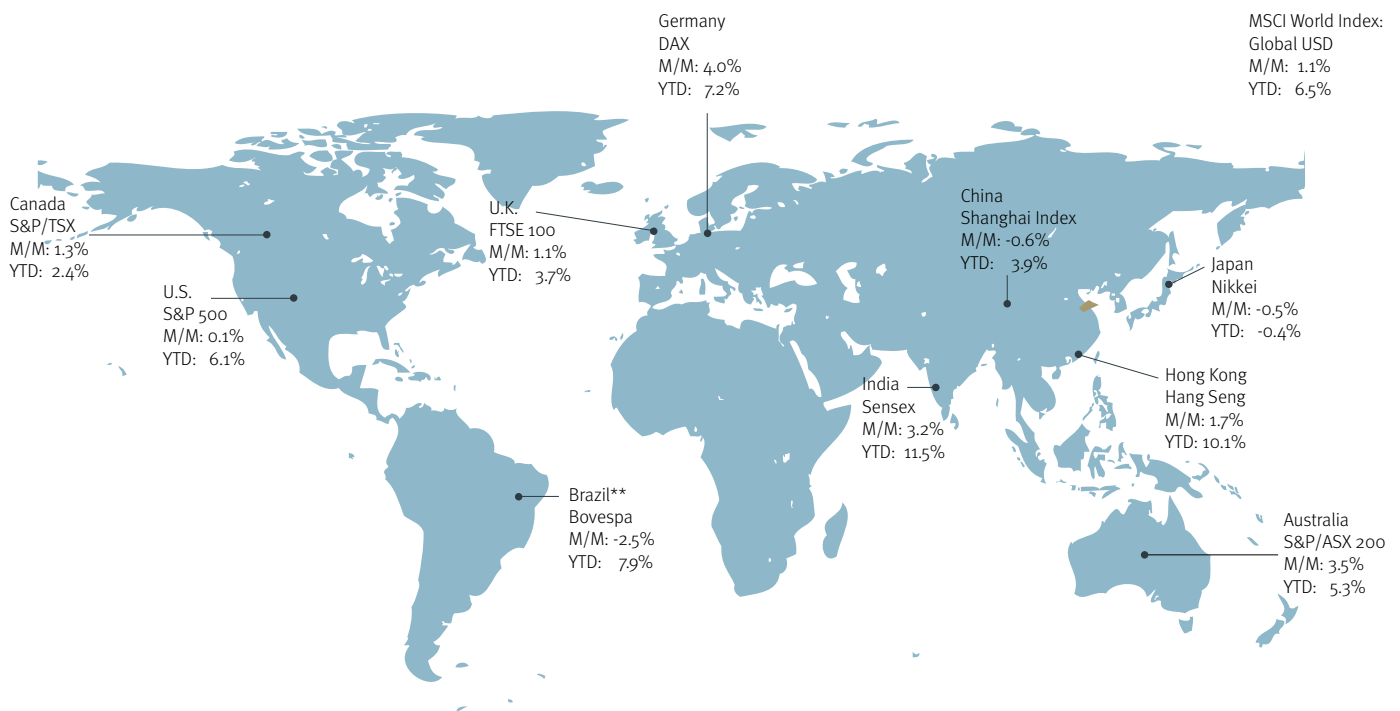 Germany
DAX
M/M: 4.0%
YTD: 7.2%
MSCI World Index:
Global USD
M/M: 1.1%
YTD: 6.5%
Canada
S&P/TSX
M/M: 1.3%
YTD: 2.4%
U.K.
FTSE 100
M/M: 1.1%
YTD: 3.7%
China
Shanghai Index
M/M: -0.6%
YTD: 3.9%
Japan
Nikkei
M/M: -0.5%
YTD: -0.4%
U.S.
S&P 500
M/M: 0.1%
YTD: 6.1%
India
Sensex
M/M: 3.2%
YTD: 11.5%
Hong Kong
Hang Seng
M/M: 1.7%
YTD: 10.1%
Brazil**
Bovespa
M/M: -2.5%
YTD: 7.9%
Australia
S&P/ASX 200
M/M: 3.5%
YTD: 5.3%